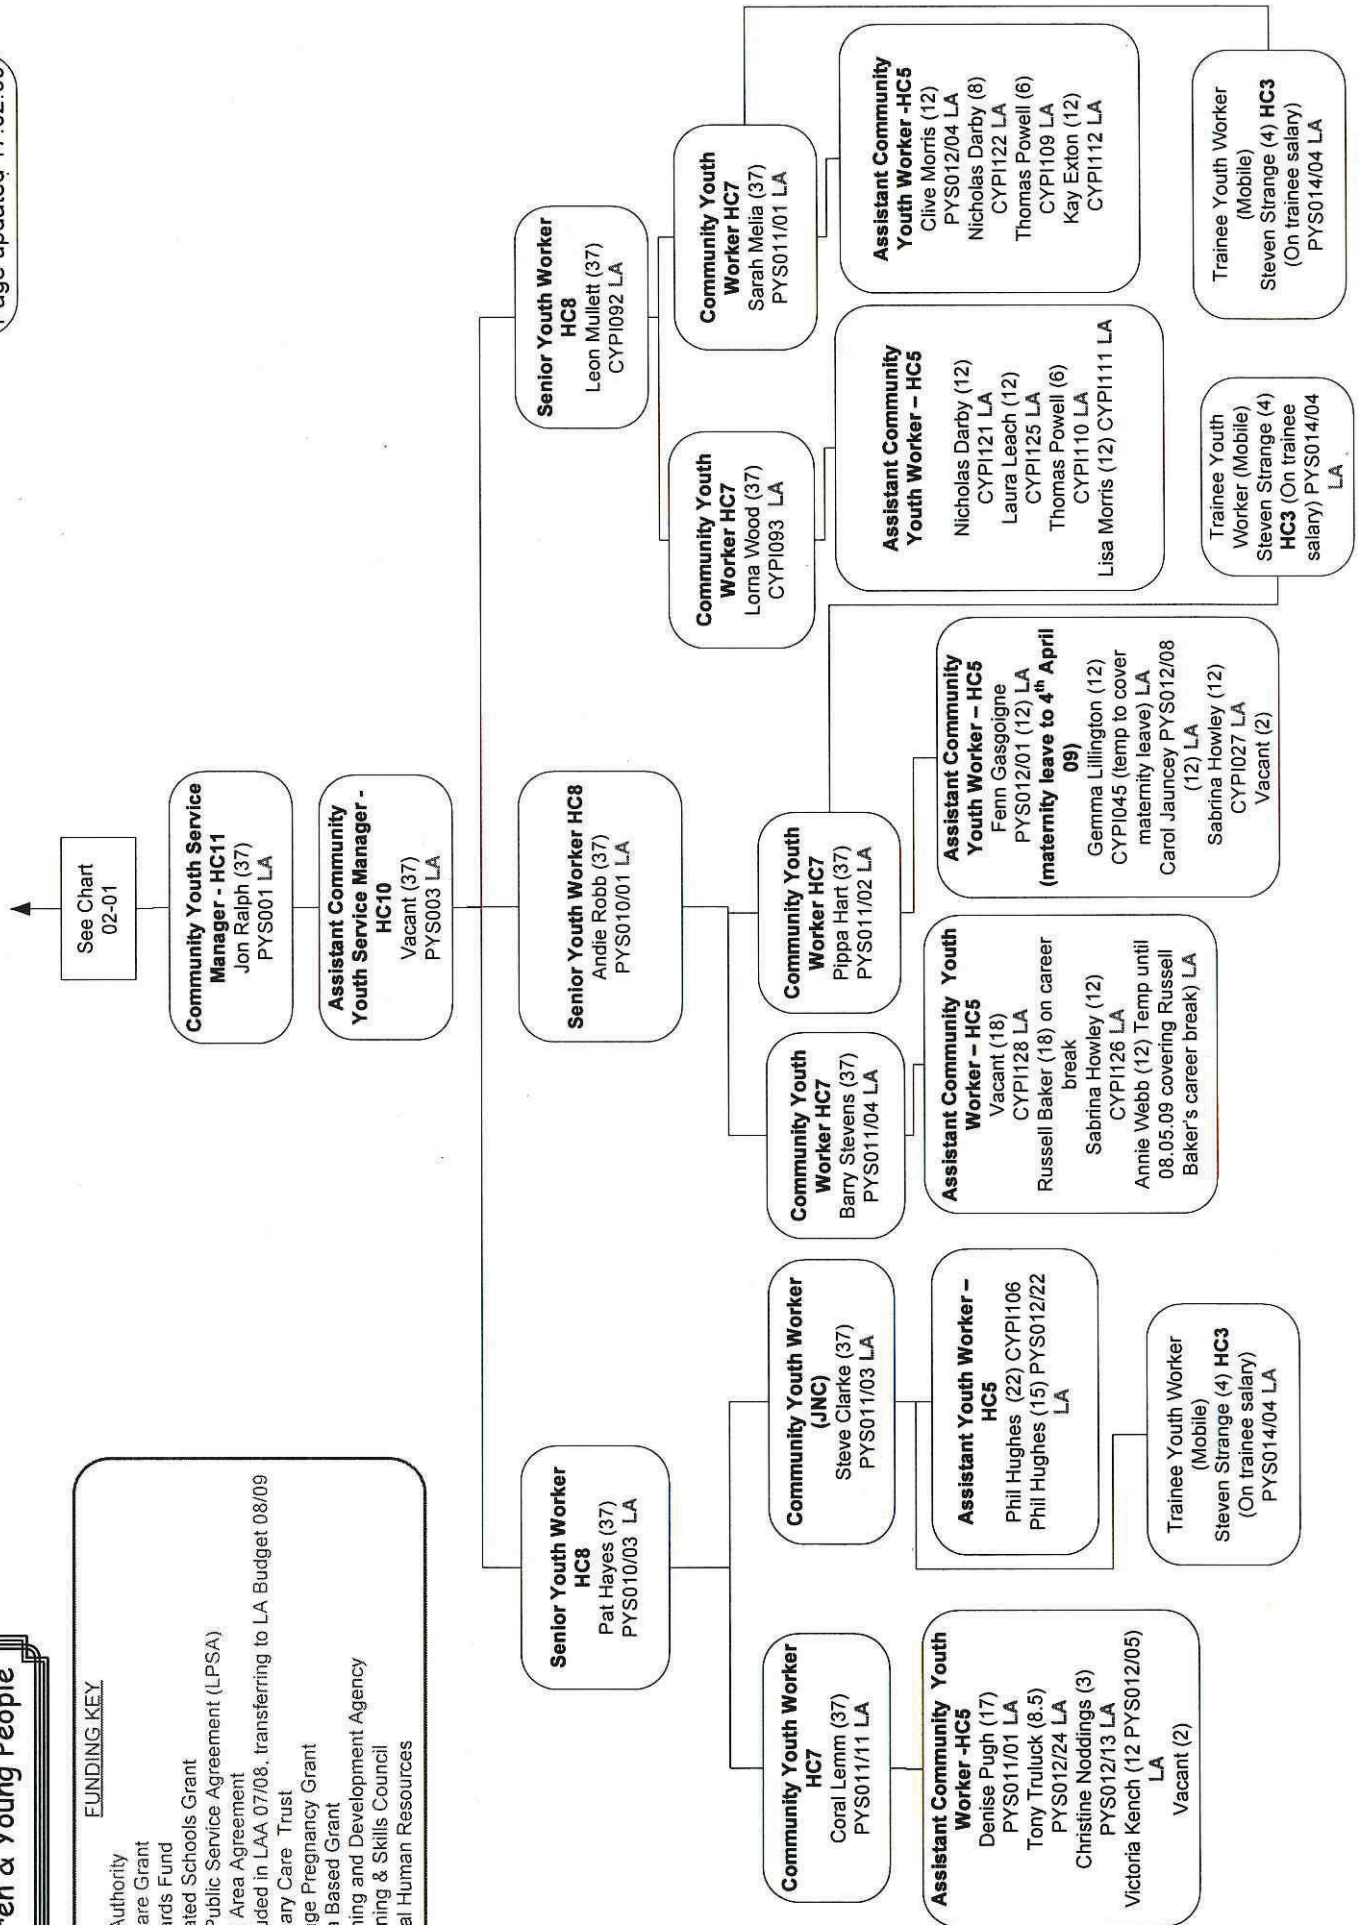 en & Young People
FUNDING KEY
Authority
are Grant
ards Fund
ated Schools Grant
Public Service Agreement (LPSA)
Area Agreement
uded in LAA 07/08, transferring to LA Budget 08/09
ary Care Trust
ge Pregnancy Grant
a Based Grant
ning and Development Agency
ning & Skills Council
al Human Resources
See Chart
02-01
Community Youth Service
Manager - HC11
Jon Ralph (37)
PYS001 LA
Assistant Community
Youth Service Manager -
HC10
Vacant (37)
PYS003 LA
Senior Youth Worker
HC8
Pat Hayes (37)
PYS010/03 LA
Senior Youth Worker HC8
Andie Robb (37)
PYS010/01 LA
Senior Youth Worker
HC8
Leon Mullett (37)
CYPI092 LA
Community Youth Worker
HC7
Coral Lemm (37)
PYS011/11 LA
Community Youth Worker
(JNC)
Steve Clarke (37)
PYS011/03 LA
Community Youth
Worker HC7
Barry Stevens (37)
PYS011/04 LA
Community Youth
Worker HC7
Pippa Hart (37)
PYS011/02 LA
Community Youth
Worker HC7
Lorna Wood (37)
CYPI093 LA
Community Youth
Worker HC7
Sarah Melia (37)
PYS011/01 LA
Assistant Community Youth
Worker -HC5
Denise Pugh (17)
PYS011/01 LA
Tony Truluck (8.5)
PYS012/24 LA
Christine Noddings (3)
PYS012/13 LA
Victoria Kench (12 PYS012/05)
LA
Vacant (2)
Assistant Youth Worker –
HC5
Phil Hughes (22) CYPI106
Phil Hughes (15) PYS012/22
LA
Assistant Community Youth
Worker – HC5
Vacant (18)
CYPI128 LA
Russell Baker (18) on career
break
Sabrina Howley (12)
CYPI126 LA
Annie Webb (12) Temp until
08.05.09 covering Russell
Baker's career break) LA
Assistant Community
Youth Worker – HC5
Fenn Gasgoigne
PYS012/01 (12) LA
(maternity leave to 4th April
09)
Gemma Lillington (12)
CYPI045 (temp to cover
maternity leave) LA
Carol Jauncey PYS012/08
(12) LA
Sabrina Howley (12)
CYPI027 LA
Vacant (2)
Assistant Community
Youth Worker – HC5
Nicholas Darby (12)
CYPI121 LA
Laura Leach (12)
CYPI125 LA
Thomas Powell (6)
CYPI110 LA
Lisa Morris (12) CYPI111 LA
Assistant Community
Youth Worker -HC5
Clive Morris (12)
PYS012/04 LA
Nicholas Darby (8)
CYPI122 LA
Thomas Powell (6)
CYPI109 LA
Kay Exton (12)
CYPI112 LA
Trainee Youth Worker
(Mobile)
Steven Strange (4) HC3
(On trainee salary)
PYS014/04 LA
Trainee Youth
Worker (Mobile)
Steven Strange (4)
HC3 (On trainee
salary) PYS014/04
LA
Trainee Youth Worker
(Mobile)
Steven Strange (4) HC3
(On trainee salary)
PYS014/04 LA